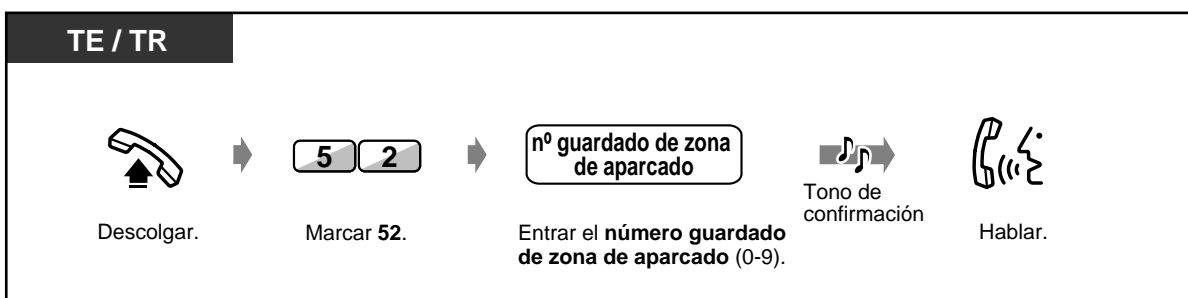 TE / TR
5 2
nº guardado de zona
de aparcado
Tono de
confirmación
Descolgar.
Marcar 52.
Entrar el número guardado
de zona de aparcado (0-9).
Hablar.